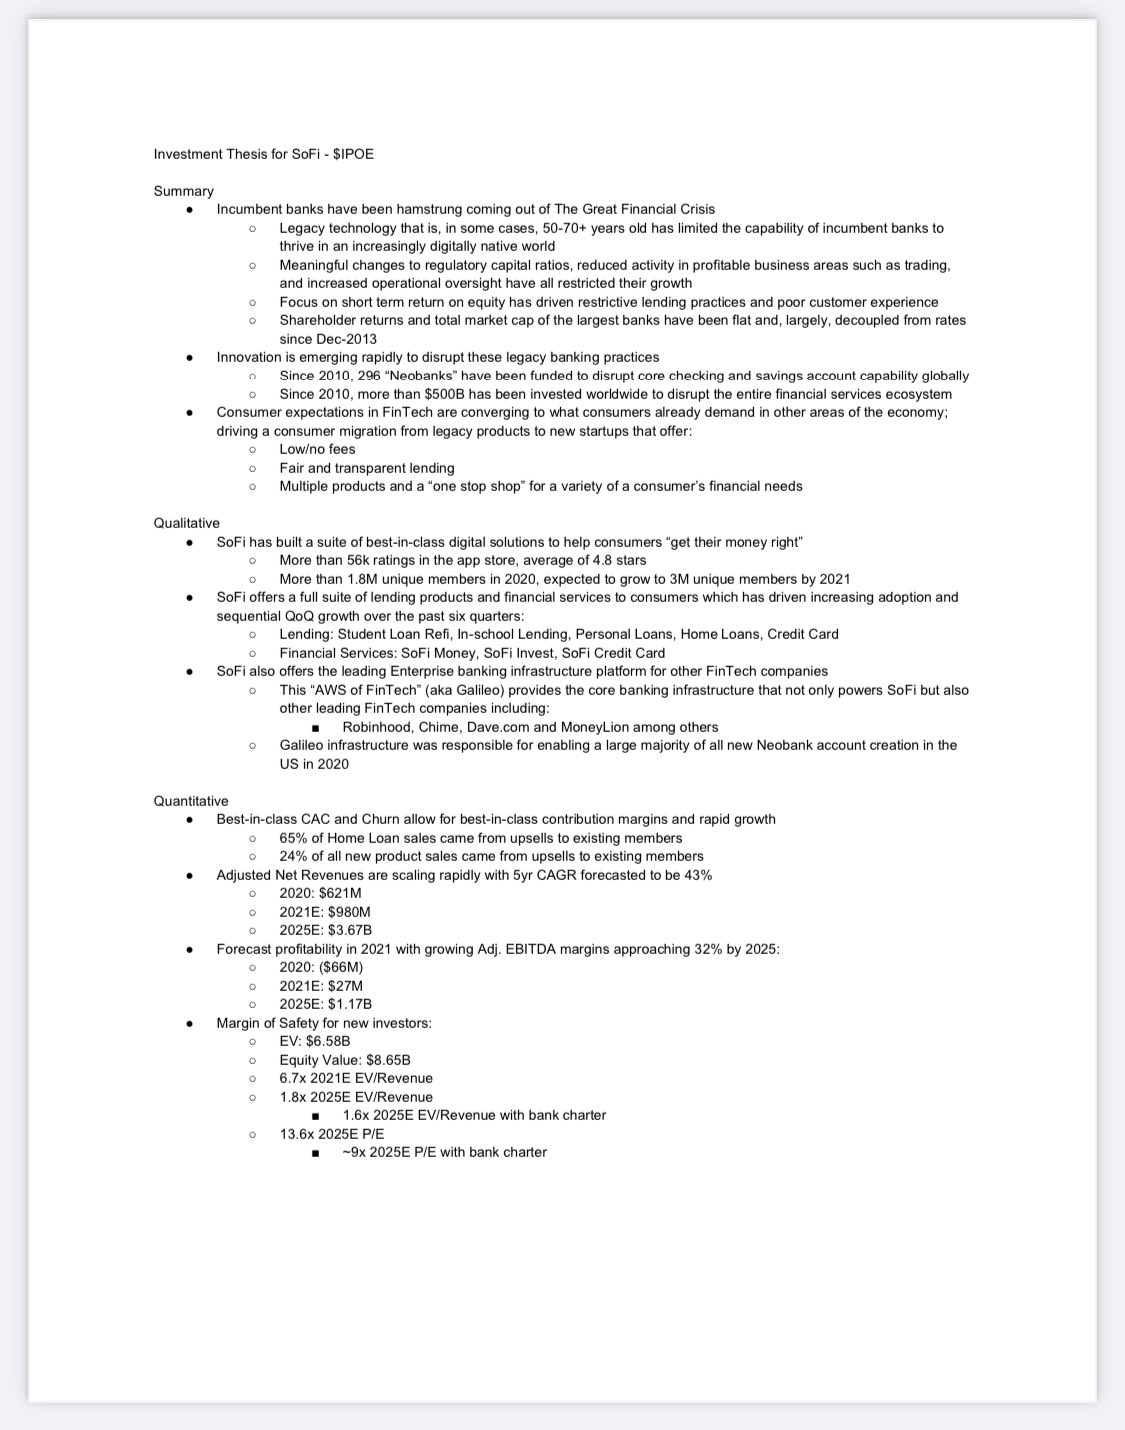 Investment Thesis for SoFi - $IPOE
Summary
● Incumbent banks have been hamstrung coming out of The Great Financial Crisis
○ Legacy technology that is, in some cases, 50-70+ years old has limited the capability of incumbent banks to
thrive in an increasingly digitally native world
○ Meaningful changes to regulatory capital ratios, reduced activity in profitable business areas such as trading,
and increased operational oversight have all restricted their growth
○ Focus on short term return on equity has driven restrictive lending practices and poor customer experience
○ Shareholder returns and total market cap of the largest banks have been flat and, largely, decoupled from rates
since Dec-2013
● Innovation is emerging rapidly to disrupt these legacy banking practices
○ Since 2010, 296 “Neobanks” have been funded to disrupt core checking and savings account capability globally
○ Since 2010, more than $500B has been invested worldwide to disrupt the entire financial services ecosystem
● Consumer expectations in FinTech are converging to what consumers already demand in other areas of the economy;
driving a consumer migration from legacy products to new startups that offer:
○ Low/no fees
○ Fair and transparent lending
○ Multiple products and a “one stop shop” for a variety of a consumer’s financial needs
Qualitative
● SoFi has built a suite of best-in-class digital solutions to help consumers “get their money right”
○ More than 56k ratings in the app store, average of 4.8 stars
○ More than 1.8M unique members in 2020, expected to grow to 3M unique members by 2021
● SoFi offers a full suite of lending products and financial services to consumers which has driven increasing adoption and
sequential QoQ growth over the past six quarters:
○ Lending: Student Loan Refi, In-school Lending, Personal Loans, Home Loans, Credit Card
○ Financial Services: SoFi Money, SoFi Invest, SoFi Credit Card
● SoFi also offers the leading Enterprise banking infrastructure platform for other FinTech companies
○ This “AWS of FinTech” (aka Galileo) provides the core banking infrastructure that not only powers SoFi but also
other leading FinTech companies including:
■ Robinhood, Chime, Dave.com and MoneyLion among others
○ Galileo infrastructure was responsible for enabling a large majority of all new Neobank account creation in the
US in 2020
Quantitative
● Best-in-class CAC and Churn allow for best-in-class contribution margins and rapid growth
○ 65% of Home Loan sales came from upsells to existing members
○ 24% of all new product sales came from upsells to existing members
● Adjusted Net Revenues are scaling rapidly with 5yr CAGR forecasted to be 43%
○ 2020: $621M
○ 2021E: $980M
○ 2025E: $3.67B
● Forecast profitability in 2021 with growing Adj. EBITDA margins approaching 32% by 2025:
○ 2020: ($66M)
○ 2021E: $27M
○ 2025E: $1.17B
● Margin of Safety for new investors:
○ EV: $6.58B
○ Equity Value: $8.65B
○ 6.7x 2021E EV/Revenue
○ 1.8x 2025E EV/Revenue
■ 1.6x 2025E EV/Revenue with bank charter
○ 13.6x 2025E P/E
■ ~9x 2025E P/E with bank charter